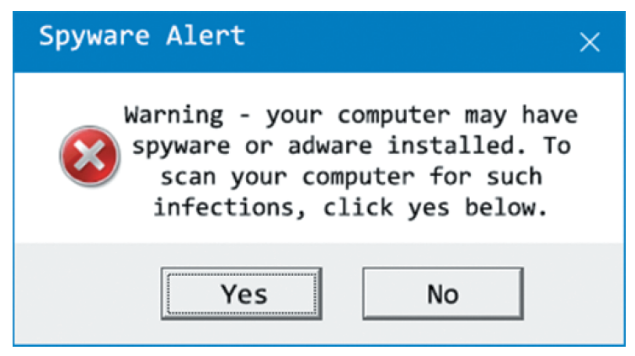 Spyware Alert
Warning - your computer may have
spyware or adware installed. To
scan your computer for such
infections, click yes below.
Yes
No